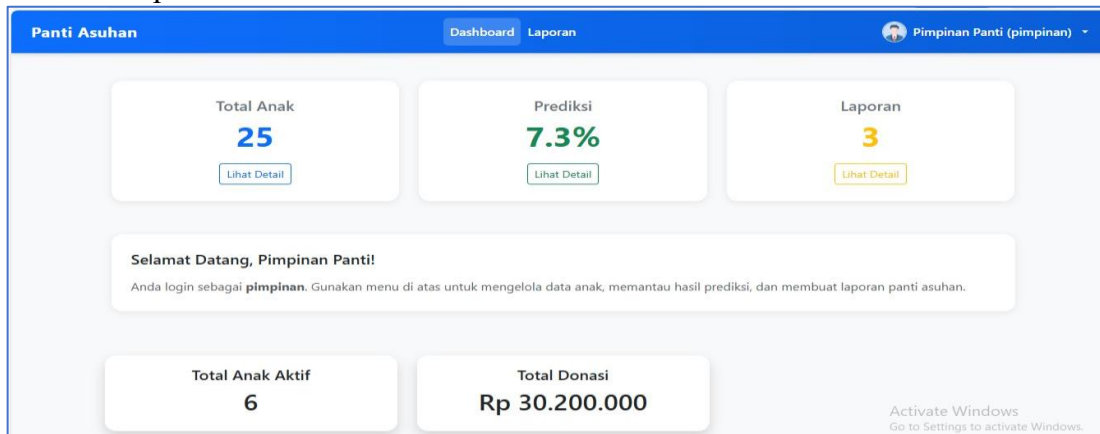 Panti Asuhan
Dashboard Laporan
Pimpinan Panti (pimpinan)
Total Anak
25
Lihat Detail
Prediksi
7.3%
Lihat Detail
Laporan
3
Lihat Detail
Selamat Datang, Pimpinan Panti!
Anda login sebagai pimpinan. Gunakan menu di atas untuk mengelola data anak, memantau hasil prediksi, dan membuat laporan panti asuhan.
Total Anak Aktif
6
Total Donasi
Rp 30.200.000
Activate Windows
Go to Settings to activate Windows.